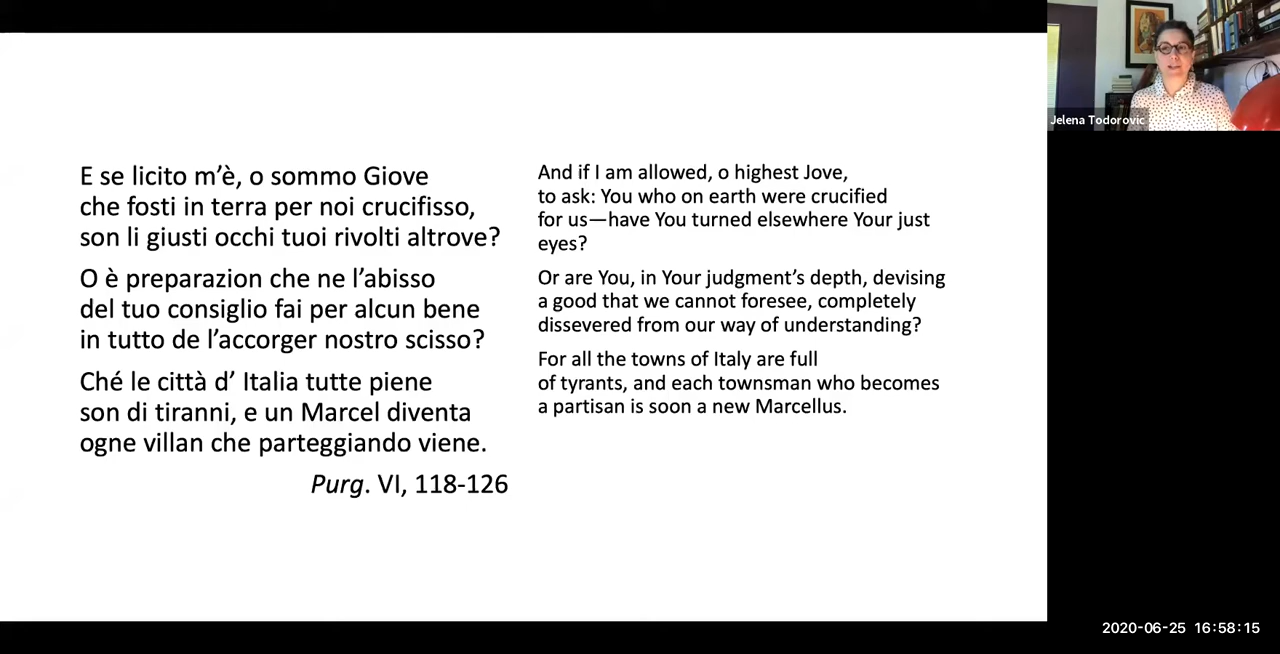 E se licito m’è, o sommo Giove
che fosti in terra per noi crucifisso,
son li giusti occhi tuoi rivolti altrove?
O è preparazion che ne l’abisso
del tuo consiglio fai per alcun bene
in tutto de l’accorger nostro scisso?
Ché le città d’ Italia tutte piene
son di tiranni, e un Marcel diventa
ogne villan che parteggiando viene.
Purg. VI, 118-126
And if I am allowed, o highest Jove,
to ask: You who on earth were crucified
for us—have You turned elsewhere Your just
eyes?
Or are You, in Your judgment’s depth, devising
a good that we cannot foresee, completely
dissevered from our way of understanding?
For all the towns of Italy are full
of tyrants, and each townsman who becomes
a partisan is soon a new Marcellus.
Jelena Todorovic
2020-06-25 16:58:15